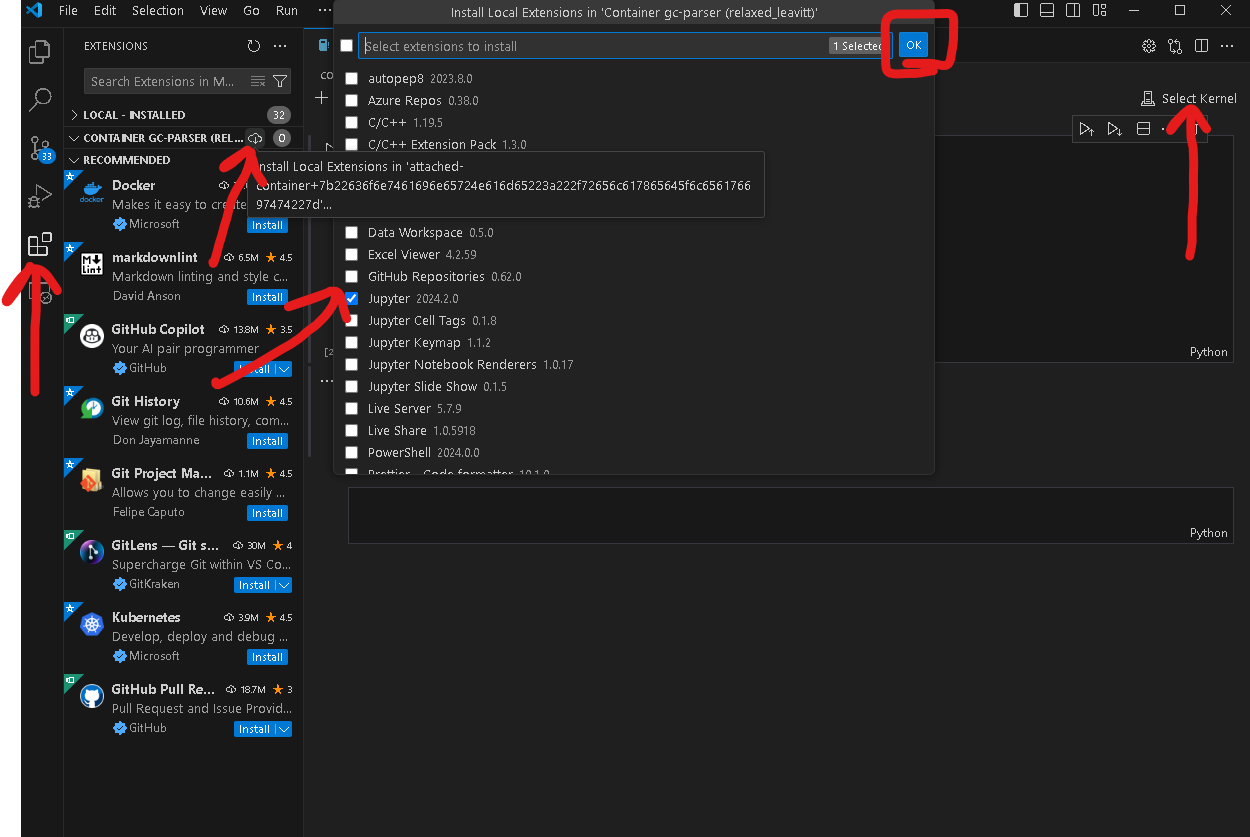 File Edit Selection View Go Run ···
Install Local Extensions in 'Container gc-parser (relaxed_leavitt)'
EXTENSIONS
Search Extensions in M...
LOCAL - INSTALLED 32
CONTAINER GC-PARSER (REL... 0
RECOMMENDED
33
Docker
Makes it easy to create
Microsoft
Install
markdownlint 6.5M 4.5
Markdown linting and style c...
David Anson
Install
GitHub Copilot 13.8M 3.5
Your AI pair programmer
GitHub
Install
Git History 10.6M 4.5
View git log, file history, com...
Don Jayamanne
Install
Git Project Ma... 1.1M 4.5
Allows you to change easily ...
Felipe Caputo
Install
GitLens — Git s... 30M 4
Supercharge Git within VS Co...
GitKraken
Install
Kubernetes 3.9M 4.5
Develop, deploy and debug ...
Microsoft
Install
GitHub Pull Re... 18.7M 3
Pull Request and Issue Provid...
GitHub
Install
Select extensions to install
1 Selected
OK
autopep8 2023.8.0
Azure Repos 0.38.0
C/C++ 1.19.5
C/C++ Extension Pack 1.3.0
Install Local Extensions in 'attached-
container+7b22636f6e7461696e65724e616d65223a222f72656c617865645f6c6561766
97474227d'...
Data Workspace 0.5.0
Excel Viewer 4.2.59
GitHub Repositories 0.62.0
Jupyter 2024.2.0
Jupyter Cell Tags 0.1.8
Jupyter Keymap 1.1.2
Jupyter Notebook Renderers 1.0.17
Jupyter Slide Show 0.1.5
Live Server 5.7.9
Live Share 1.0.5918
PowerShell 2024.0.0
Prettier - Code formatter 10.1.0
Select Kernel
Python
Python